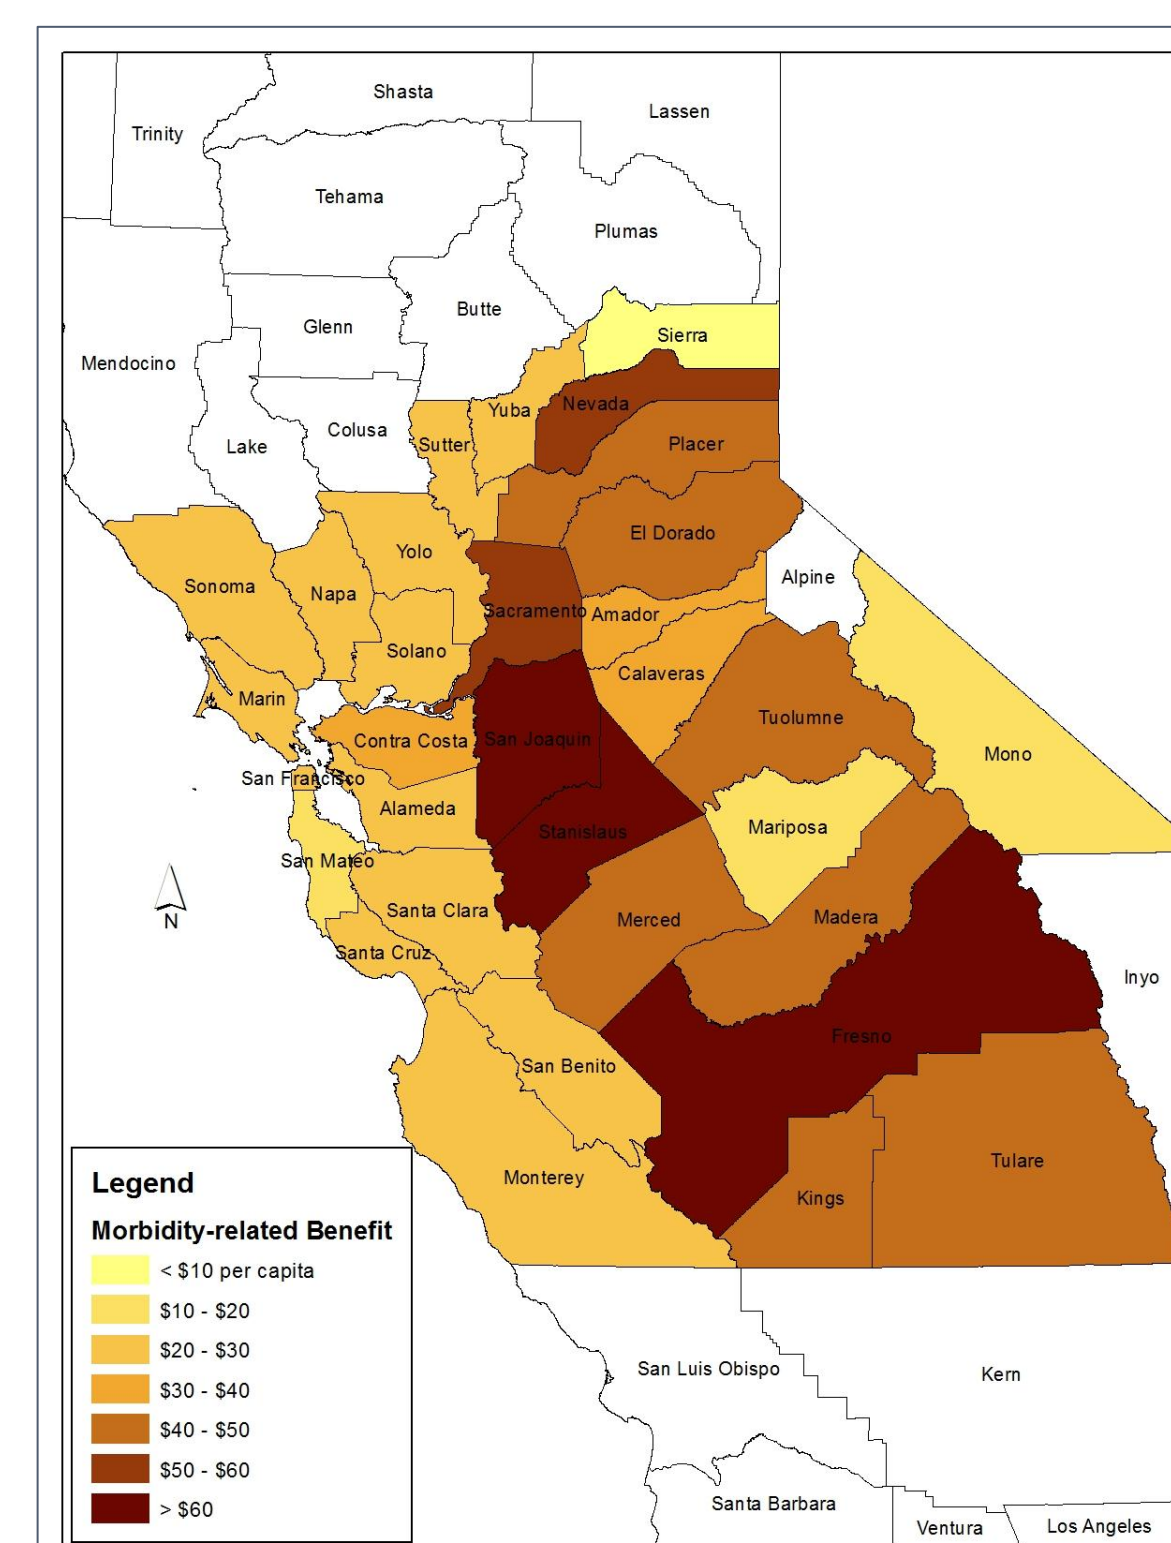 Shasta
Lassen
Trinity
Tehama
Plumas
Butte
Glenn
Sierra
Mendocino
Nevada
Yuba
Colusa
Placer
Sutter
Lake
El Dorado
Yolo
Alpine
Sonoma
Napa
Sacramento
Amador
Solano
Calaveras
Marin
Tuolumne
Contra Costa
San Joaquin
Mono
San Francisco
Alameda
Mariposa
Stanislaus
San Mateo
Santa Clara
Madera
Merced
N
Santa Cruz
Inyo
Fresno
San Benito
Tulare
Monterey
Kings
Legend
Morbidity-related Benefit
< $10 per capita
$10 - $20
$20 - $30
$30 - $40
$40 - $50
$50 - $60
> $60
San Luis Obispo
Kern
Santa Barbara
Ventura
Los Angeles